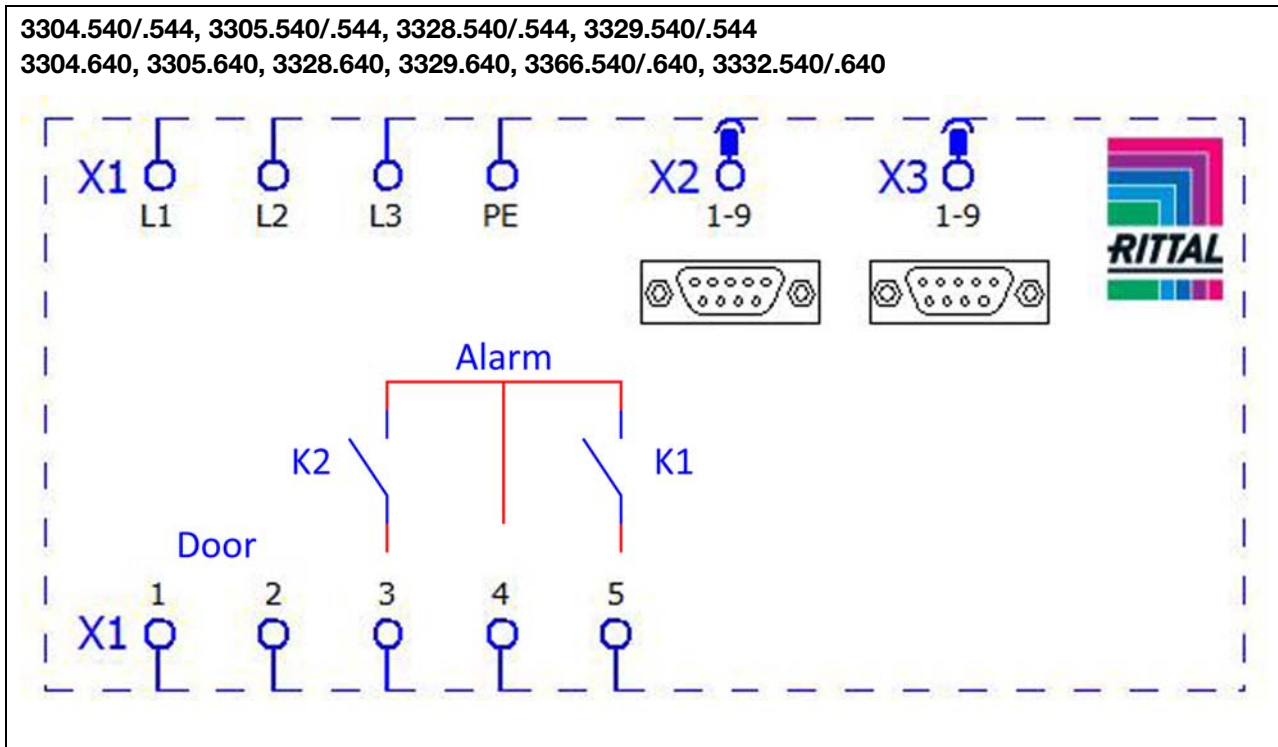 3304.540/.544, 3305.540/.544, 3328.540/.544, 3329.540/.544
3304.640, 3305.640, 3328.640, 3329.640, 3366.540/.640, 3332.540/.640
X1 X2 X3
L1 L2 L3 PE 1-9 1-9
RITTAL
Alarm
K2 K1
Door
1 2 3 4 5
X1